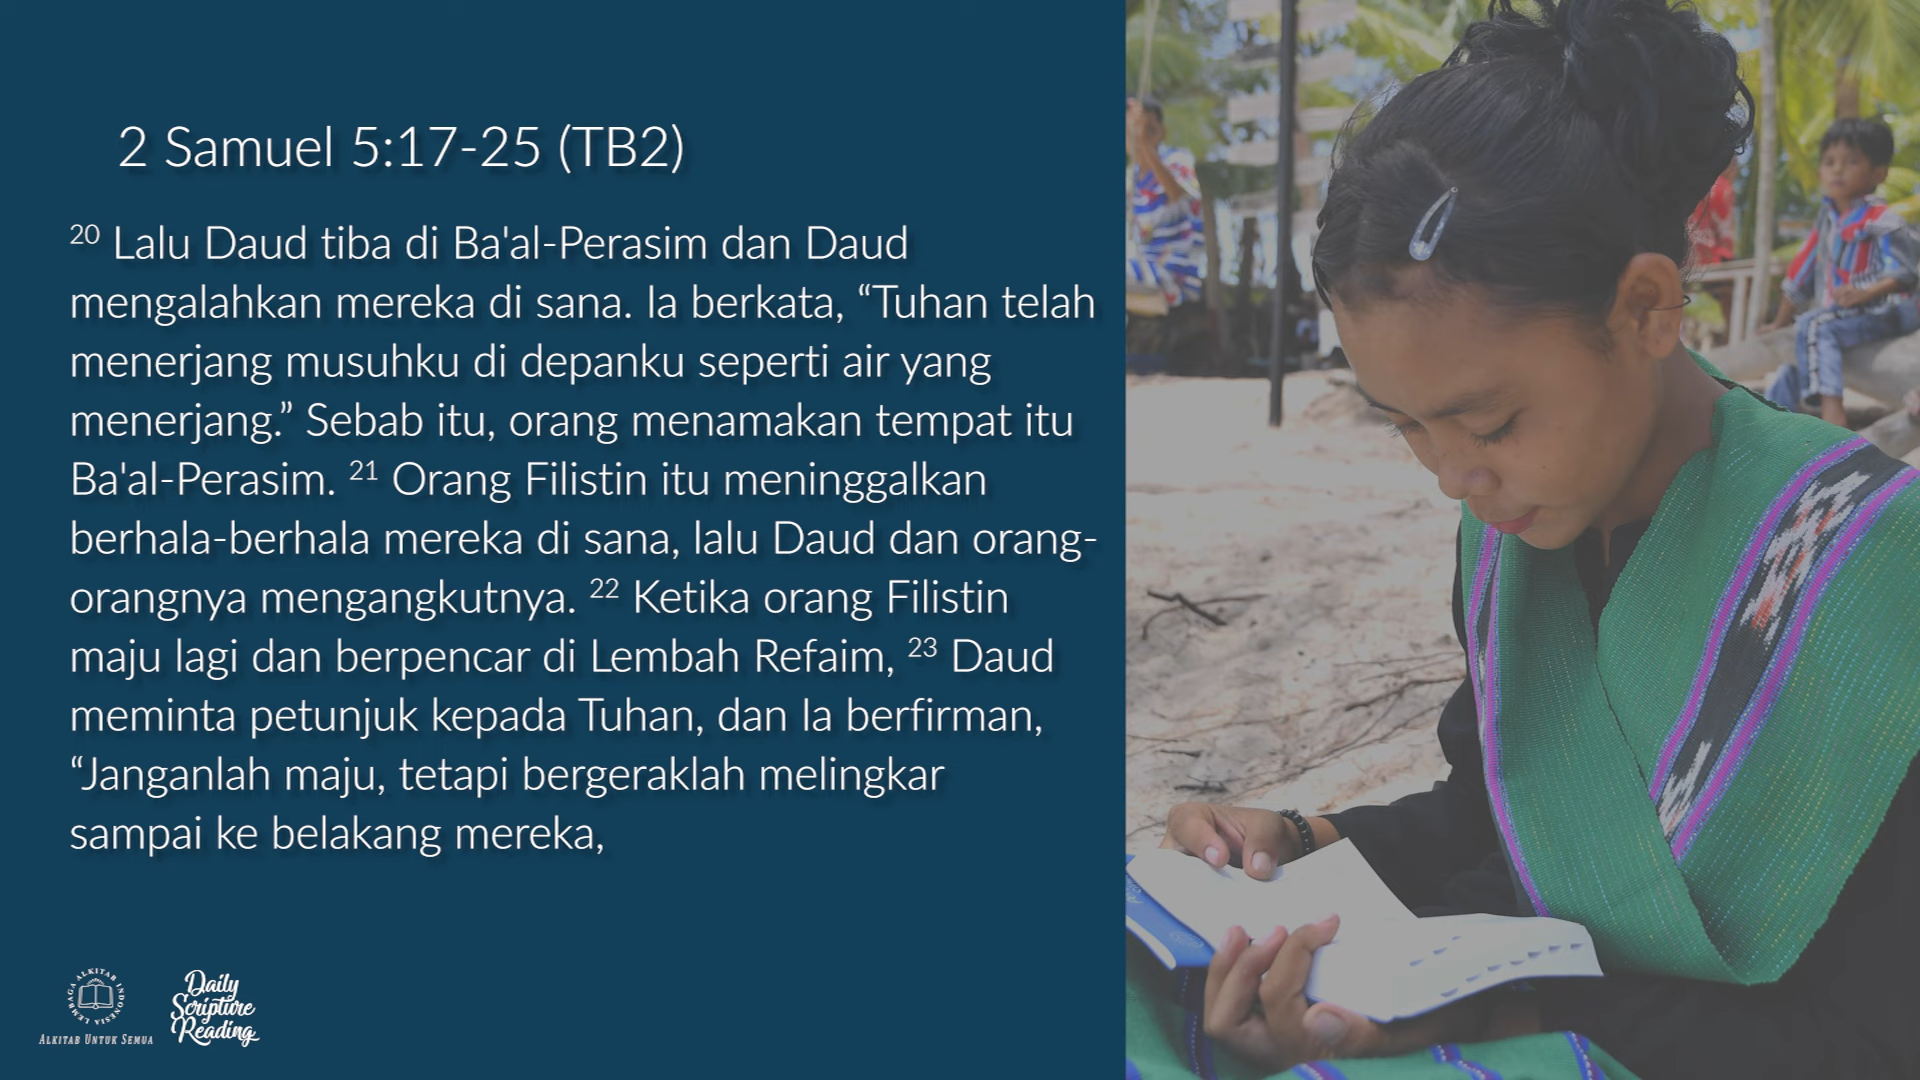 2 Samuel 5:17-25 (TB2)
20 Lalu Daud tiba di Ba'al-Perasim dan Daud
mengalahkan mereka di sana. Ia berkata, “Tuhan telah
menerjang musuhku di depanku seperti air yang
menerjang.” Sebab itu, orang menamakan tempat itu
Ba'al-Perasim. 21 Orang Filistin itu meninggalkan
berhala-berhala mereka di sana, lalu Daud dan orang-
orangnya mengangkutnya. 22 Ketika orang Filistin
maju lagi dan berpencar di Lembah Refaim, 23 Daud
meminta petunjuk kepada Tuhan, dan Ia berfirman,
“Janganlah maju, tetapi bergeraklah melingkar
sampai ke belakang mereka,
LEMBAGA ALKITAB INDONESIA
ALKITAB UNTUK SEMUA
Daily
Scripture
Reading